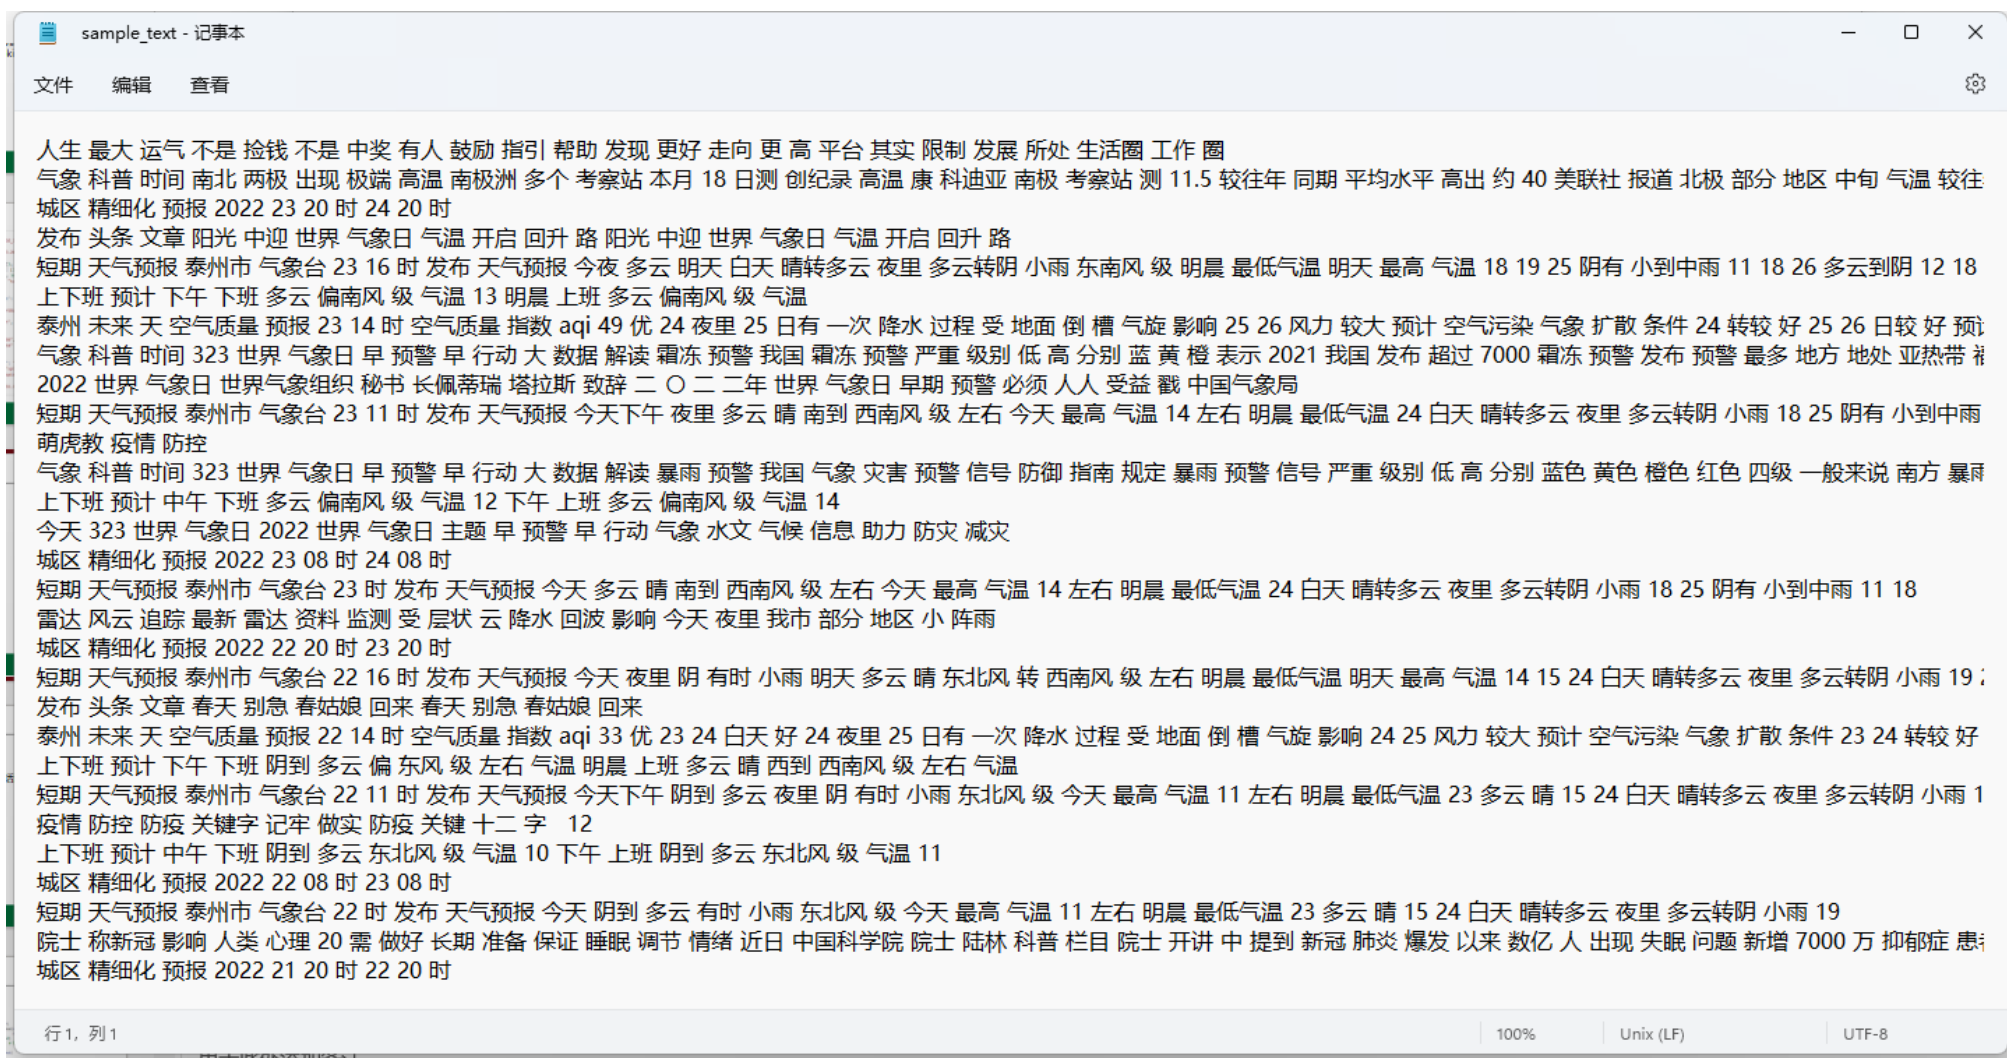 sample_text - 记事本
文件 编辑 查看
人生 最大 运气 不是 捡钱 不是 中奖 有人 鼓励 指引 帮助 发现 更好 走向 更 高 平台 其实 限制 发展 所处 生活圈 工作 圈
气象 科普 时间 南北 两极 出现 极端 高温 南极洲 多个 考察站 本月 18 日测 创纪录 高温 康 科迪亚 南极 考察站 测 11.5 较往年 同期 平均水平 高出 约 40 美联社 报道 北极 部分 地区 中旬 气温 较往
城区 精细化 预报 2022 23 20 时 24 20 时
发布 头条 文章 阳光 中迎 世界 气象日 气温 开启 回升 路 阳光 中迎 世界 气象日 气温 开启 回升 路
短期 天气预报 泰州市 气象台 23 16 时 发布 天气预报 今夜 多云 明天 白天 晴转多云 夜里 多云转阴 小雨 东南风 级 明晨 最低气温 明天 最高 气温 18 19 25 阴有 小到中雨 11 18 26 多云到阴 12 18
上下班 预计 下午 下班 多云 偏南风 级 气温 13 明晨 上班 多云 偏南风 级 气温
泰州 未来 天 空气质量 预报 23 14 时 空气质量 指数 aqi 49 优 24 夜里 25 日有 一次 降水 过程 受 地面 倒 槽 气旋 影响 25 26 风力 较大 预计 空气污染 气象 扩散 条件 24 转较 好 25 26 日较 好 预
气象 科普 时间 323 世界 气象日 早 预警 早 行动 大 数据 解读 霜冻 预警 我国 霜冻 预警 严重 级别 低 高 分别 蓝 黄 橙 表示 2021 我国 发布 超过 7000 霜冻 预警 发布 预警 最多 地方 地处 亚热带
2022 世界 气象日 世界气象组织 秘书 长佩蒂瑞 塔拉斯 致辞 二 〇 二 二年 世界 气象日 早期 预警 必须 人人 受益 戳 中国气象局
短期 天气预报 泰州市 气象台 23 11 时 发布 天气预报 今天下午 夜里 多云 晴 南到 西南风 级 左右 今天 最高 气温 14 左右 明晨 最低气温 24 白天 晴转多云 夜里 多云转阴 小雨 18 25 阴有 小到中雨
萌虎教 疫情 防控
气象 科普 时间 323 世界 气象日 早 预警 早 行动 大 数据 解读 暴雨 预警 我国 气象 灾害 预警 信号 防御 指南 规定 暴雨 预警 信号 严重 级别 低 高 分别 蓝色 黄色 橙色 红色 四级 一般来说 南方 暴雨
上下班 预计 中午 下班 多云 偏南风 级 气温 12 下午 上班 多云 偏南风 级 气温 14
今天 323 世界 气象日 2022 世界 气象日 主题 早 预警 早 行动 气象 水文 气候 信息 助力 防灾 减灾
城区 精细化 预报 2022 23 08 时 24 08 时
短期 天气预报 泰州市 气象台 23 时 发布 天气预报 今天 多云 晴 南到 西南风 级 左右 今天 最高 气温 14 左右 明晨 最低气温 24 白天 晴转多云 夜里 多云转阴 小雨 18 25 阴有 小到中雨 11 18
雷达 风云 追踪 最新 雷达 资料 监测 受 层状 云 降水 回波 影响 今天 夜里 我市 部分 地区 小 阵雨
城区 精细化 预报 2022 22 20 时 23 20 时
短期 天气预报 泰州市 气象台 22 16 时 发布 天气预报 今天 夜里 阴 有时 小雨 明天 多云 晴 东北风 转 西南风 级 左右 明晨 最低气温 明天 最高 气温 14 15 24 白天 晴转多云 夜里 多云转阴 小雨 19
发布 头条 文章 春天 别急 春姑娘 回来 春天 别急 春姑娘 回来
泰州 未来 天 空气质量 预报 22 14 时 空气质量 指数 aqi 33 优 23 24 白天 好 24 夜里 25 日有 一次 降水 过程 受 地面 倒 槽 气旋 影响 24 25 风力 较大 预计 空气污染 气象 扩散 条件 23 24 转较 好
上下班 预计 下午 下班 阴到 多云 偏 东风 级 左右 气温 明晨 上班 多云 晴 西到 西南风 级 左右 气温
短期 天气预报 泰州市 气象台 22 11 时 发布 天气预报 今天下午 阴到 多云 夜里 阴 有时 小雨 东北风 级 今天 最高 气温 11 左右 明晨 最低气温 23 多云 晴 15 24 白天 晴转多云 夜里 多云转阴 小雨 1
疫情 防控 防疫 关键字 记牢 做实 防疫 关键 十二 字 12
上下班 预计 中午 下班 阴到 多云 东北风 级 气温 10 下午 上班 阴到 多云 东北风 级 气温 11
城区 精细化 预报 2022 22 08 时 23 08 时
短期 天气预报 泰州市 气象台 22 时 发布 天气预报 今天 阴到 多云 有时 小雨 东北风 级 今天 最高 气温 11 左右 明晨 最低气温 23 多云 晴 15 24 白天 晴转多云 夜里 多云转阴 小雨 19
院士 称新冠 影响 人类 心理 20 需 做好 长期 准备 保证 睡眠 调节 情绪 近日 中国科学院 院士 陆林 科普 栏目 院士 开讲 中 提到 新冠 肺炎 爆发 以来 数亿 人 出现 失眠 问题 新增 7000 万 抑郁症 患
城区 精细化 预报 2022 21 20 时 22 20 时
行 1, 列 1 100% Unix (LF) UTF-8